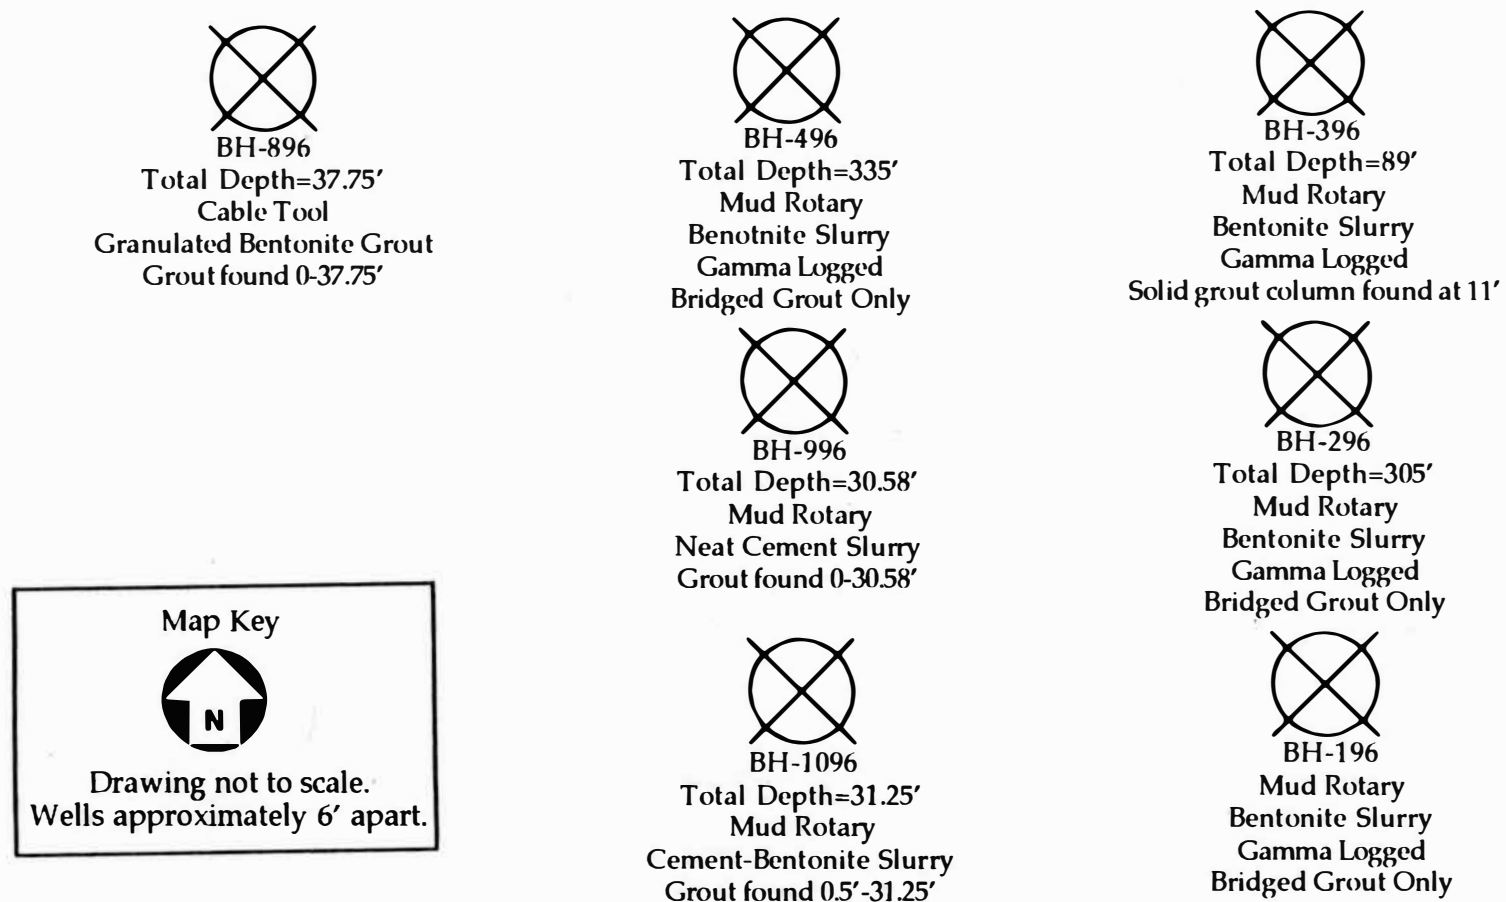 BH-896
Total Depth=37.75′
Cable Tool
Granulated Bentonite Grout
Grout found 0-37.75′
BH-496
Total Depth=335′
Mud Rotary
Benotnite Slurry
Gamma Logged
Bridged Grout Only
BH-396
Total Depth=89′
Mud Rotary
Bentonite Slurry
Gamma Logged
Solid grout column found at 11′
BH-996
Total Depth=30.58′
Mud Rotary
Neat Cement Slurry
Grout found 0-30.58′
BH-296
Total Depth=305′
Mud Rotary
Bentonite Slurry
Gamma Logged
Bridged Grout Only
Map Key
N
Drawing not to scale.
Wells approximately 6′ apart.
BH-1096
Total Depth=31.25′
Mud Rotary
Cement-Bentonite Slurry
Grout found 0.5′-31.25′
BH-196
Mud Rotary
Bentonite Slurry
Gamma Logged
Bridged Grout Only